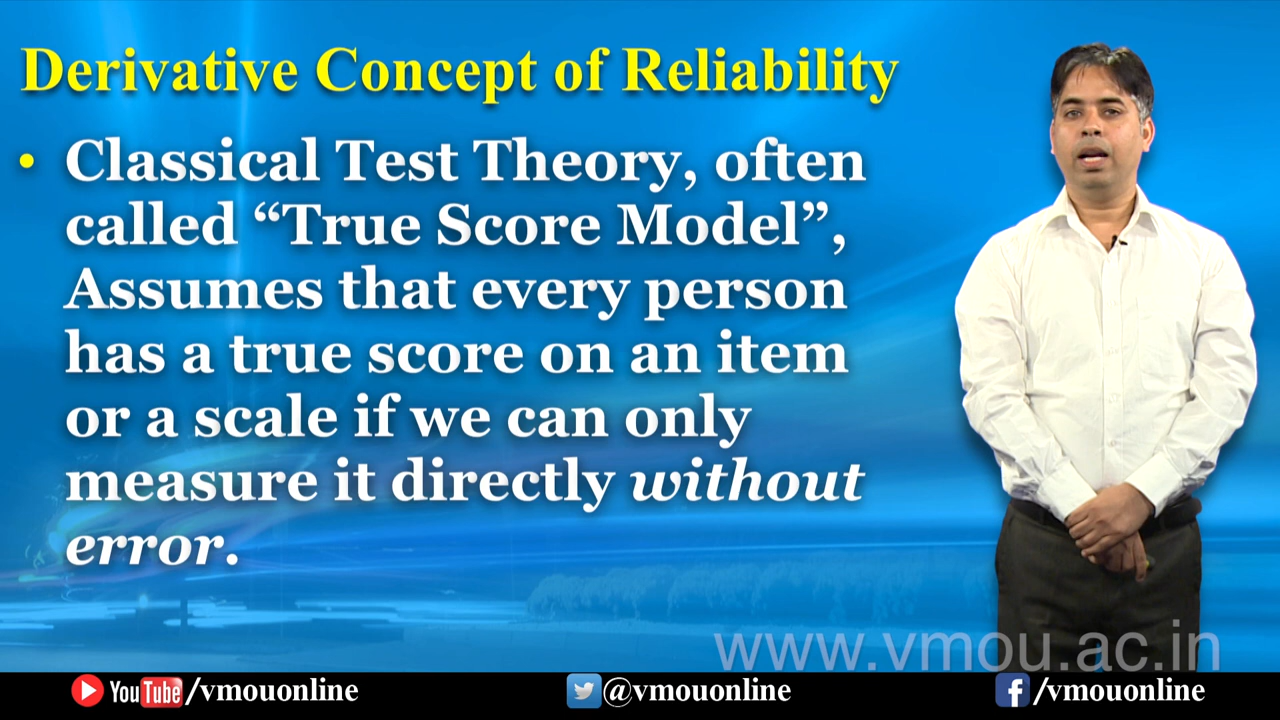 Derivative Concept of Reliability
• Classical Test Theory, often
called “True Score Model”,
Assumes that every person
has a true score on an item
or a scale if we can only
measure it directly without
error.
www.vmou.ac.in
YouTube/vmouonline
@vmouonline
f/vmouonline